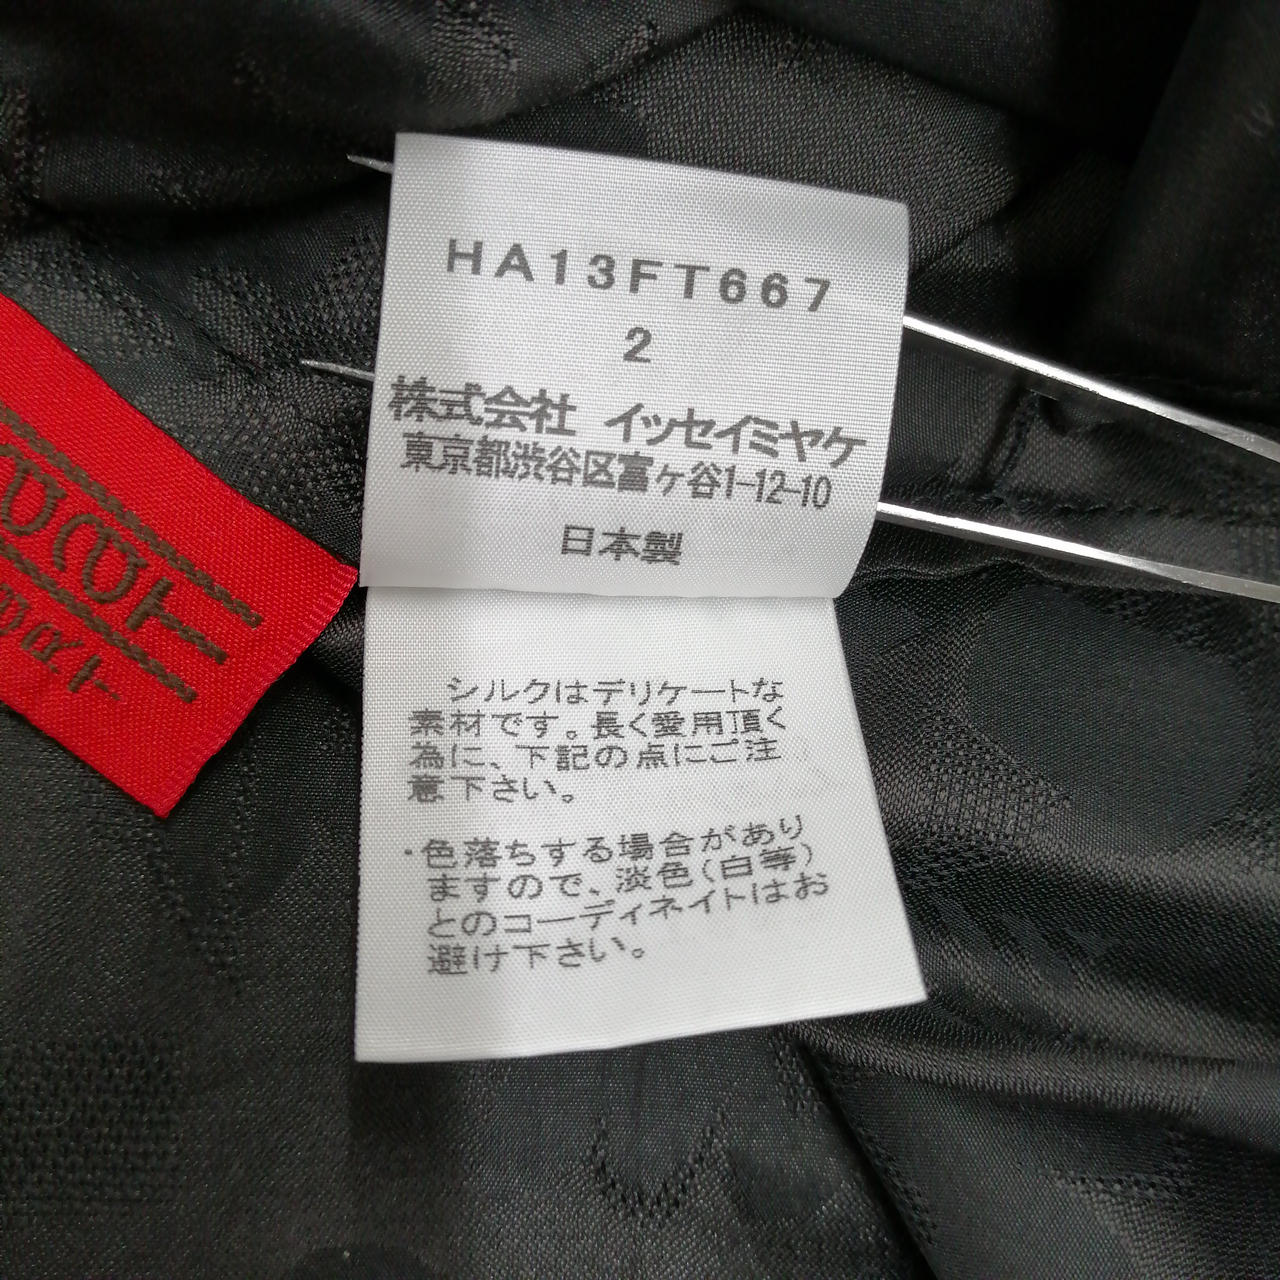 HA13FT667
2
株式会社 イッセイミヤケ
東京都渋谷区富ヶ谷1-12-10
日本製
シルクはデリケートな
素材です。長く愛用頂く
為に、下記の点にご注
意下さい。
・色落ちする場合があり
ますので、淡色(白等)
とのコーディネイトはお
避け下さい。